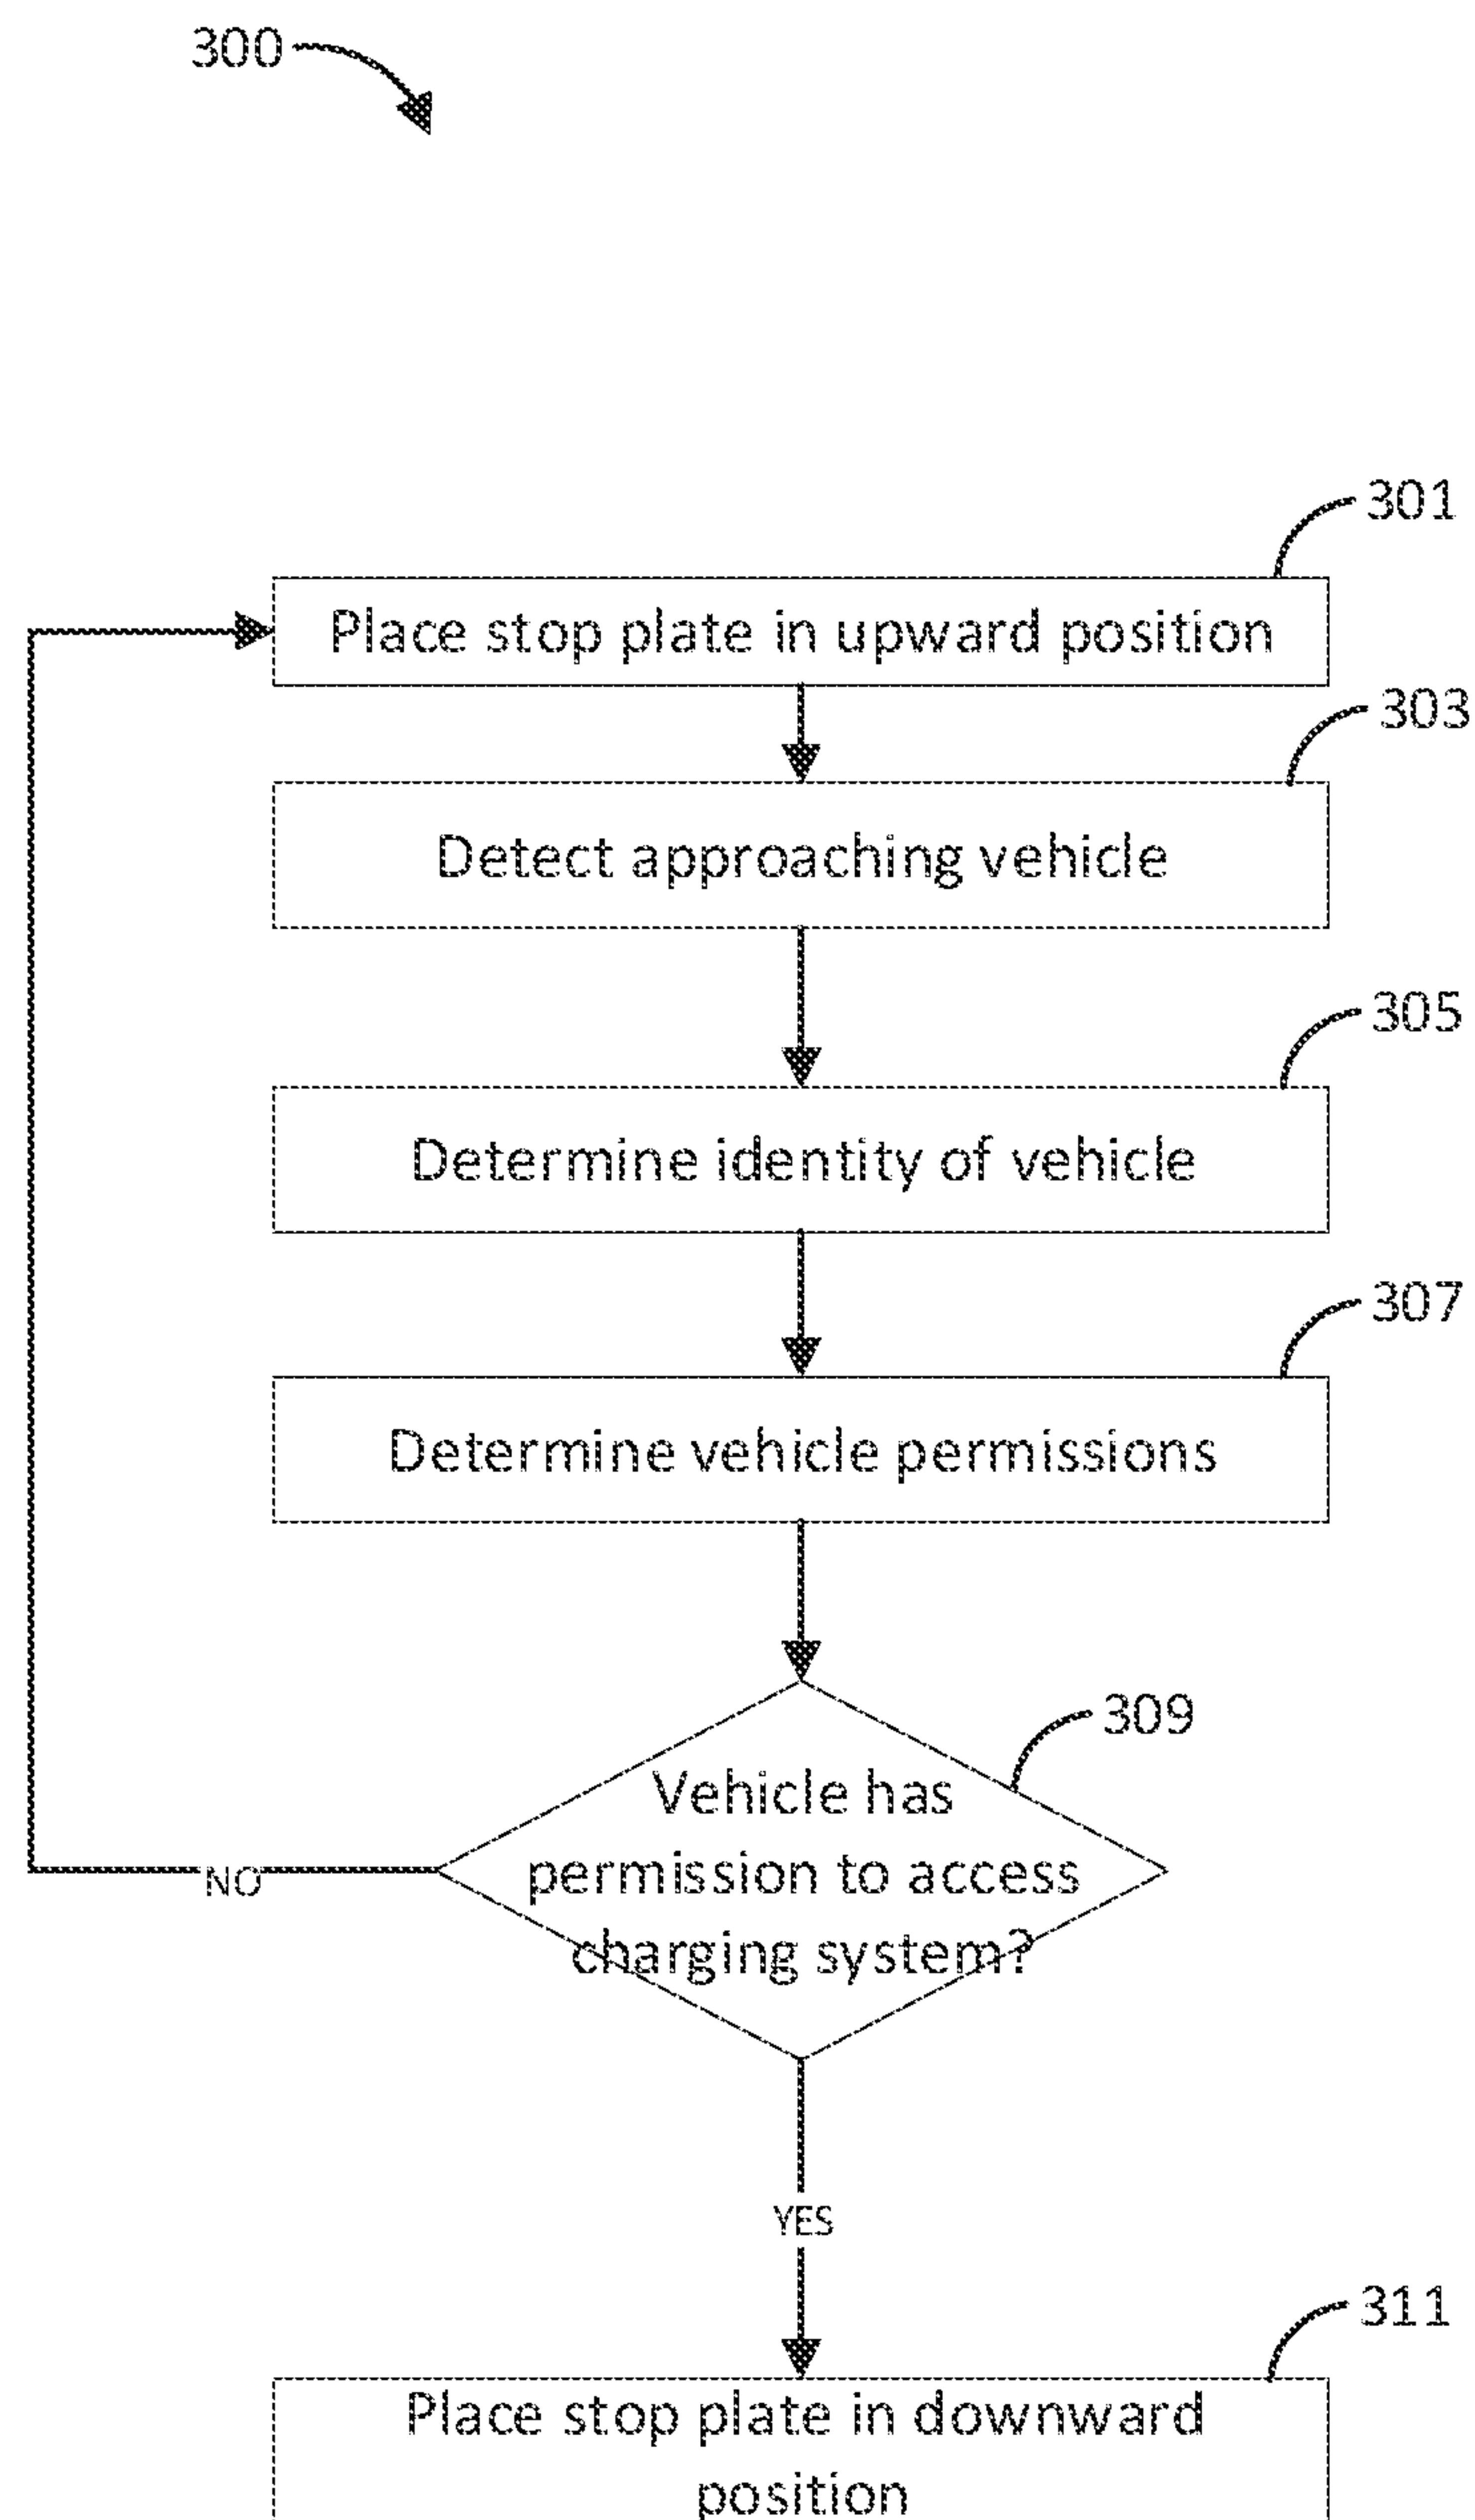 300
301
Place stop plate in upward position
303
Detect approaching vehicle
305
Determine identity of vehicle
307
Determine vehicle permissions
309
Vehicle has
permission to access
charging system?
NO
YES
311
Place stop plate in downward
position